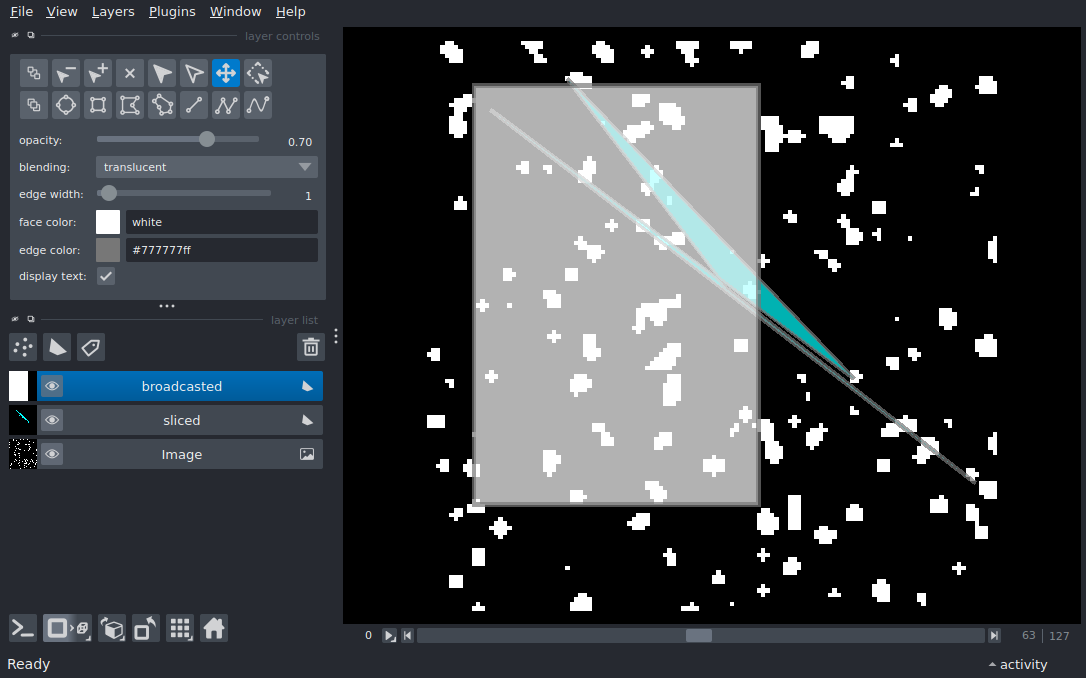 File View Layers Plugins Window Help
layer controls
opacity: 0.70
blending: translucent
edge width: 1
face color: white
edge color: #777777ff
display text:
layer list
broadcasted
sliced
Image
0 63 127
Ready activity